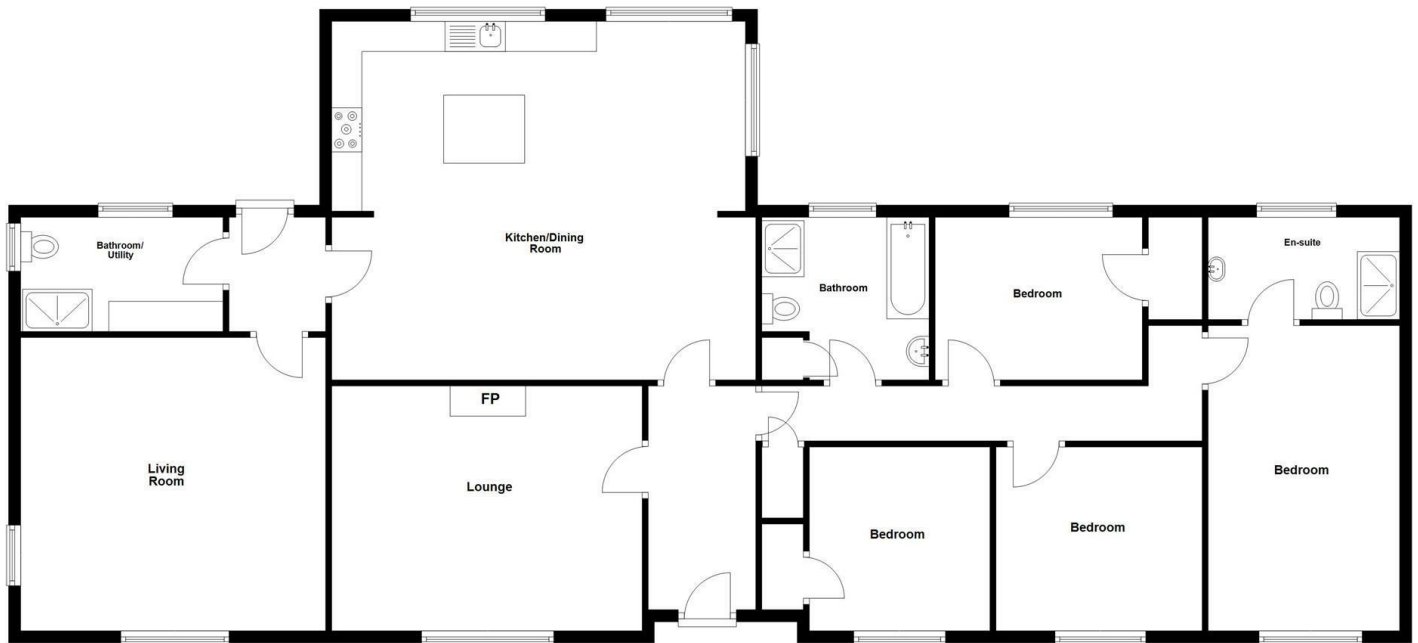 Bathroom/
Utility
Kitchen/Dining
Room
Bathroom
Bedroom
En-suite
FP
Living
Room
Lounge
Bedroom
Bedroom
Bedroom